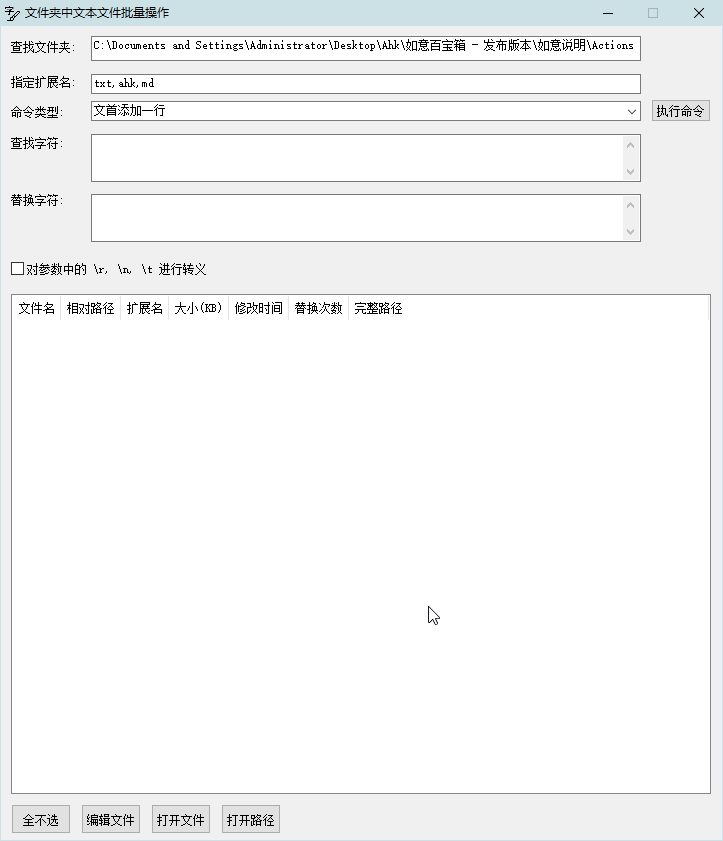 文件夹中文本文件批量操作
查找文件夹: C:\Documents and Settings\Administrator\Desktop\Ahk\如意百宝箱 - 发布版本\如意说明\Actions
指定扩展名: txt,ahk,md
命令类型: 文首添加一行 执行命令
查找字符:
替换字符:
对参数中的 \r, \n, \t 进行转义
文件名 相对路径 扩展名 大小(KB) 修改时间 替换次数 完整路径
全不选 编辑文件 打开文件 打开路径